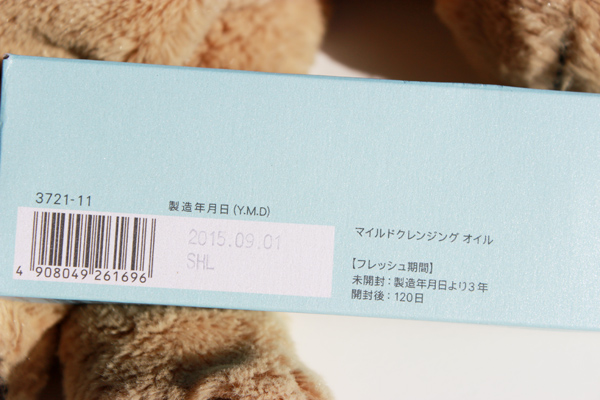 3721-11
製造年月日(Y.M.D)
2015.09.01
SHL
4 908049 261696
マイルドクレンジング オイル
【フレッシュ期間】
未開封：製造年月日より3年
開封後：120日